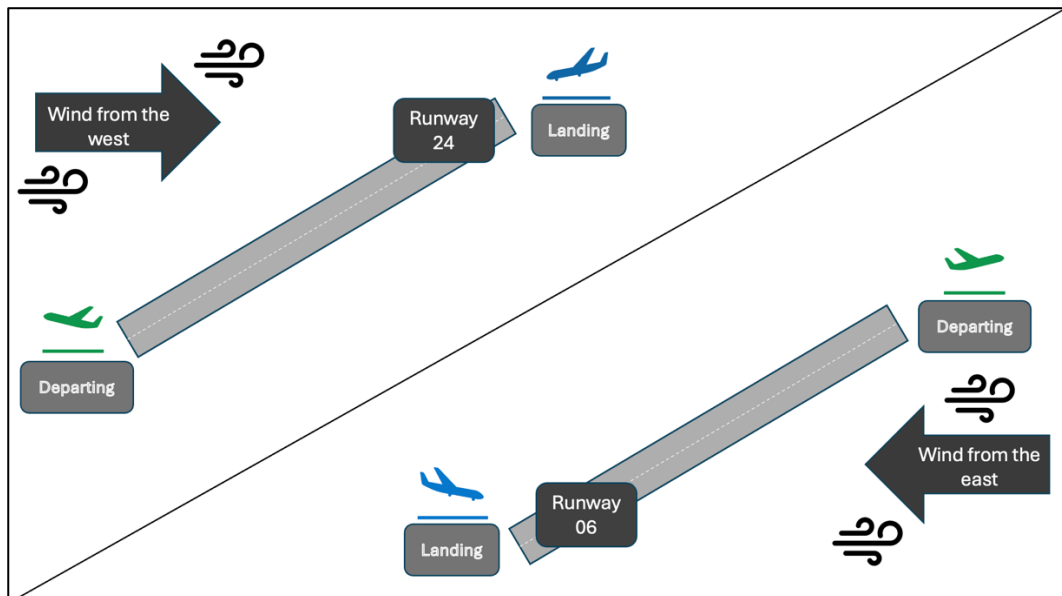 Wind from the
west
Runway
24
Landing
Departing
Departing
Wind from the
east
Runway
06
Landing